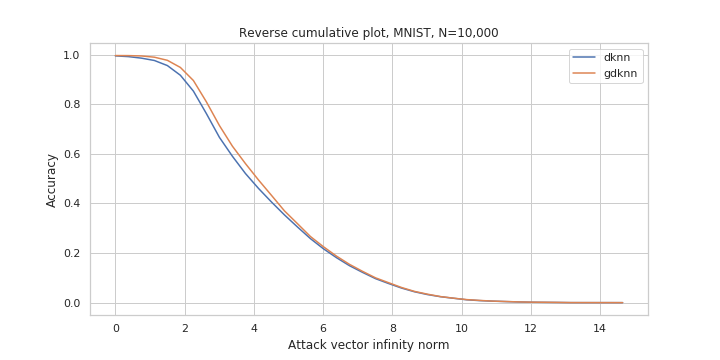 Reverse cumulative plot, MNIST, N=10,000
dknn
gdknn
Accuracy
1.0
0.8
0.6
0.4
0.2
0.0
0 2 4 6 8 10 12 14
Attack vector infinity norm